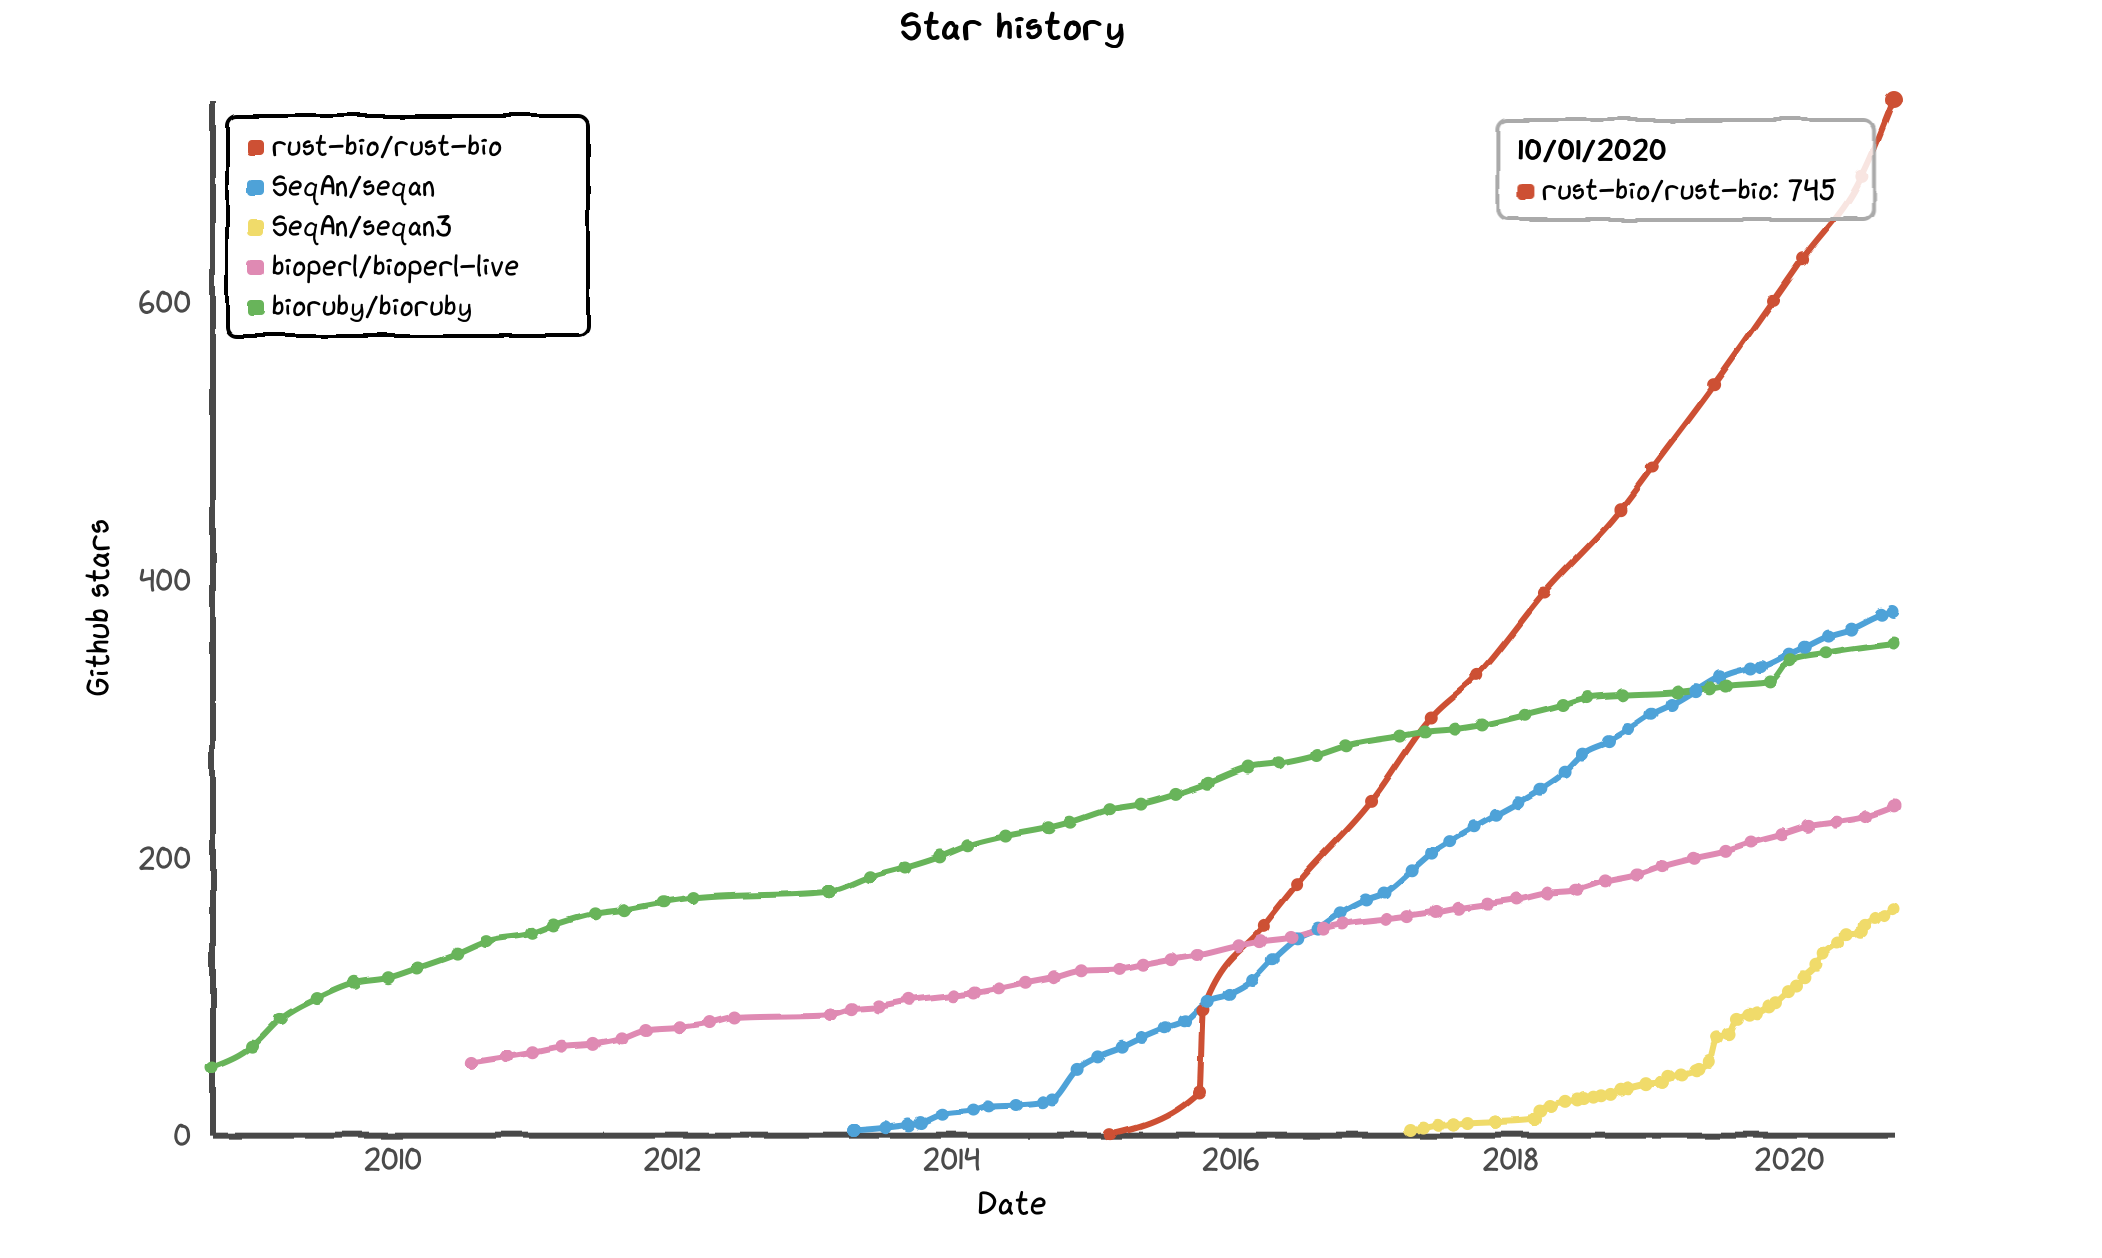 Star history
rust-bio/rust-bio
SeqAn/seqan
SeqAn/seqan3
bioperl/bioperl-live
bioruby/bioruby
10/01/2020
rust-bio/rust-bio: 745
Github stars
600
400
200
0
2010 2012 2014 2016 2018 2020
Date